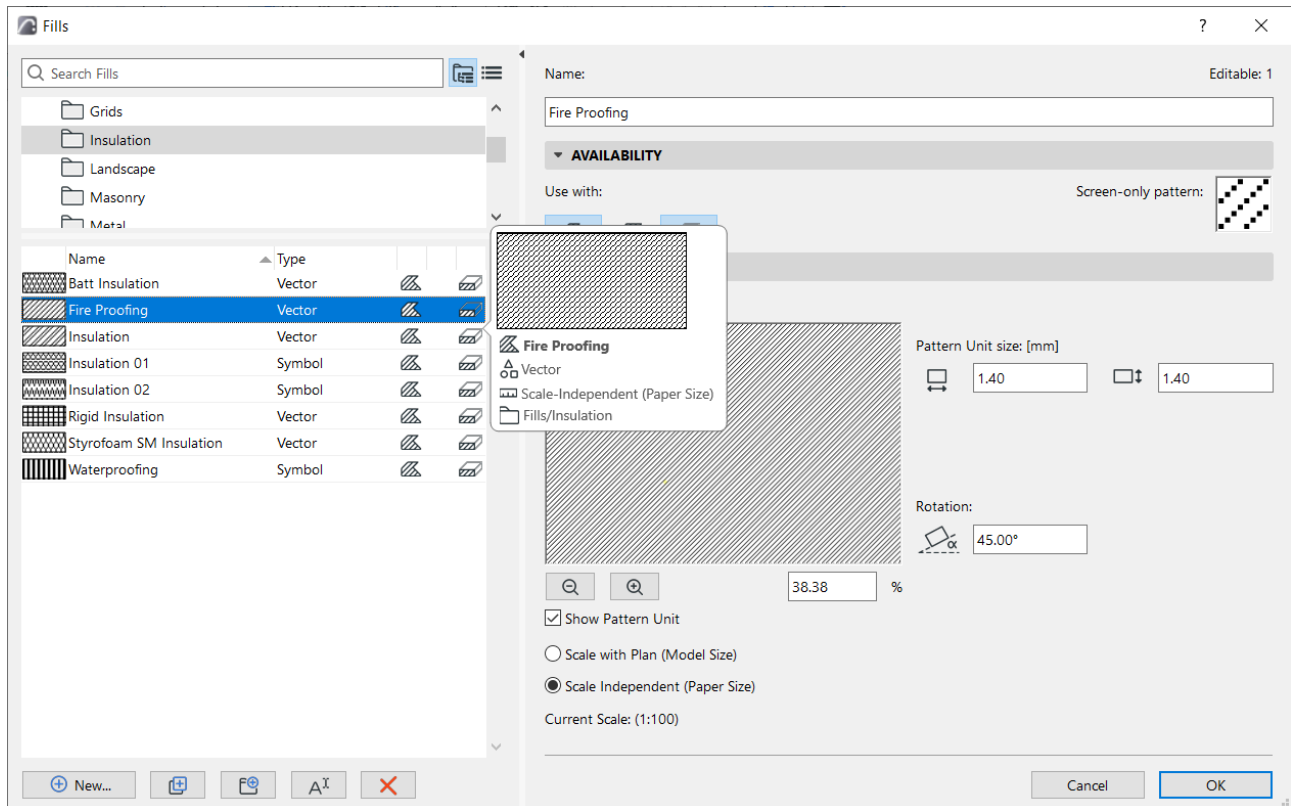 Fills
?
Search Fills
Grids
Insulation
Landscape
Masonry
Metal
Name Type
Batt Insulation Vector
Fire Proofing Vector
Insulation Vector
Insulation 01 Symbol
Insulation 02 Symbol
Rigid Insulation Vector
Styrofoam SM Insulation Vector
Waterproofing Symbol
New...
Name: Editable: 1
Fire Proofing
AVAILABILITY
Use with: Screen-only pattern:
Fire Proofing
Vector
Scale-Independent (Paper Size)
Fills/Insulation
Pattern Unit size: [mm]
1.40 1.40
Rotation:
α 45.00°
38.38 %
Show Pattern Unit
Scale with Plan (Model Size)
Scale Independent (Paper Size)
Current Scale: (1:100)
Cancel OK